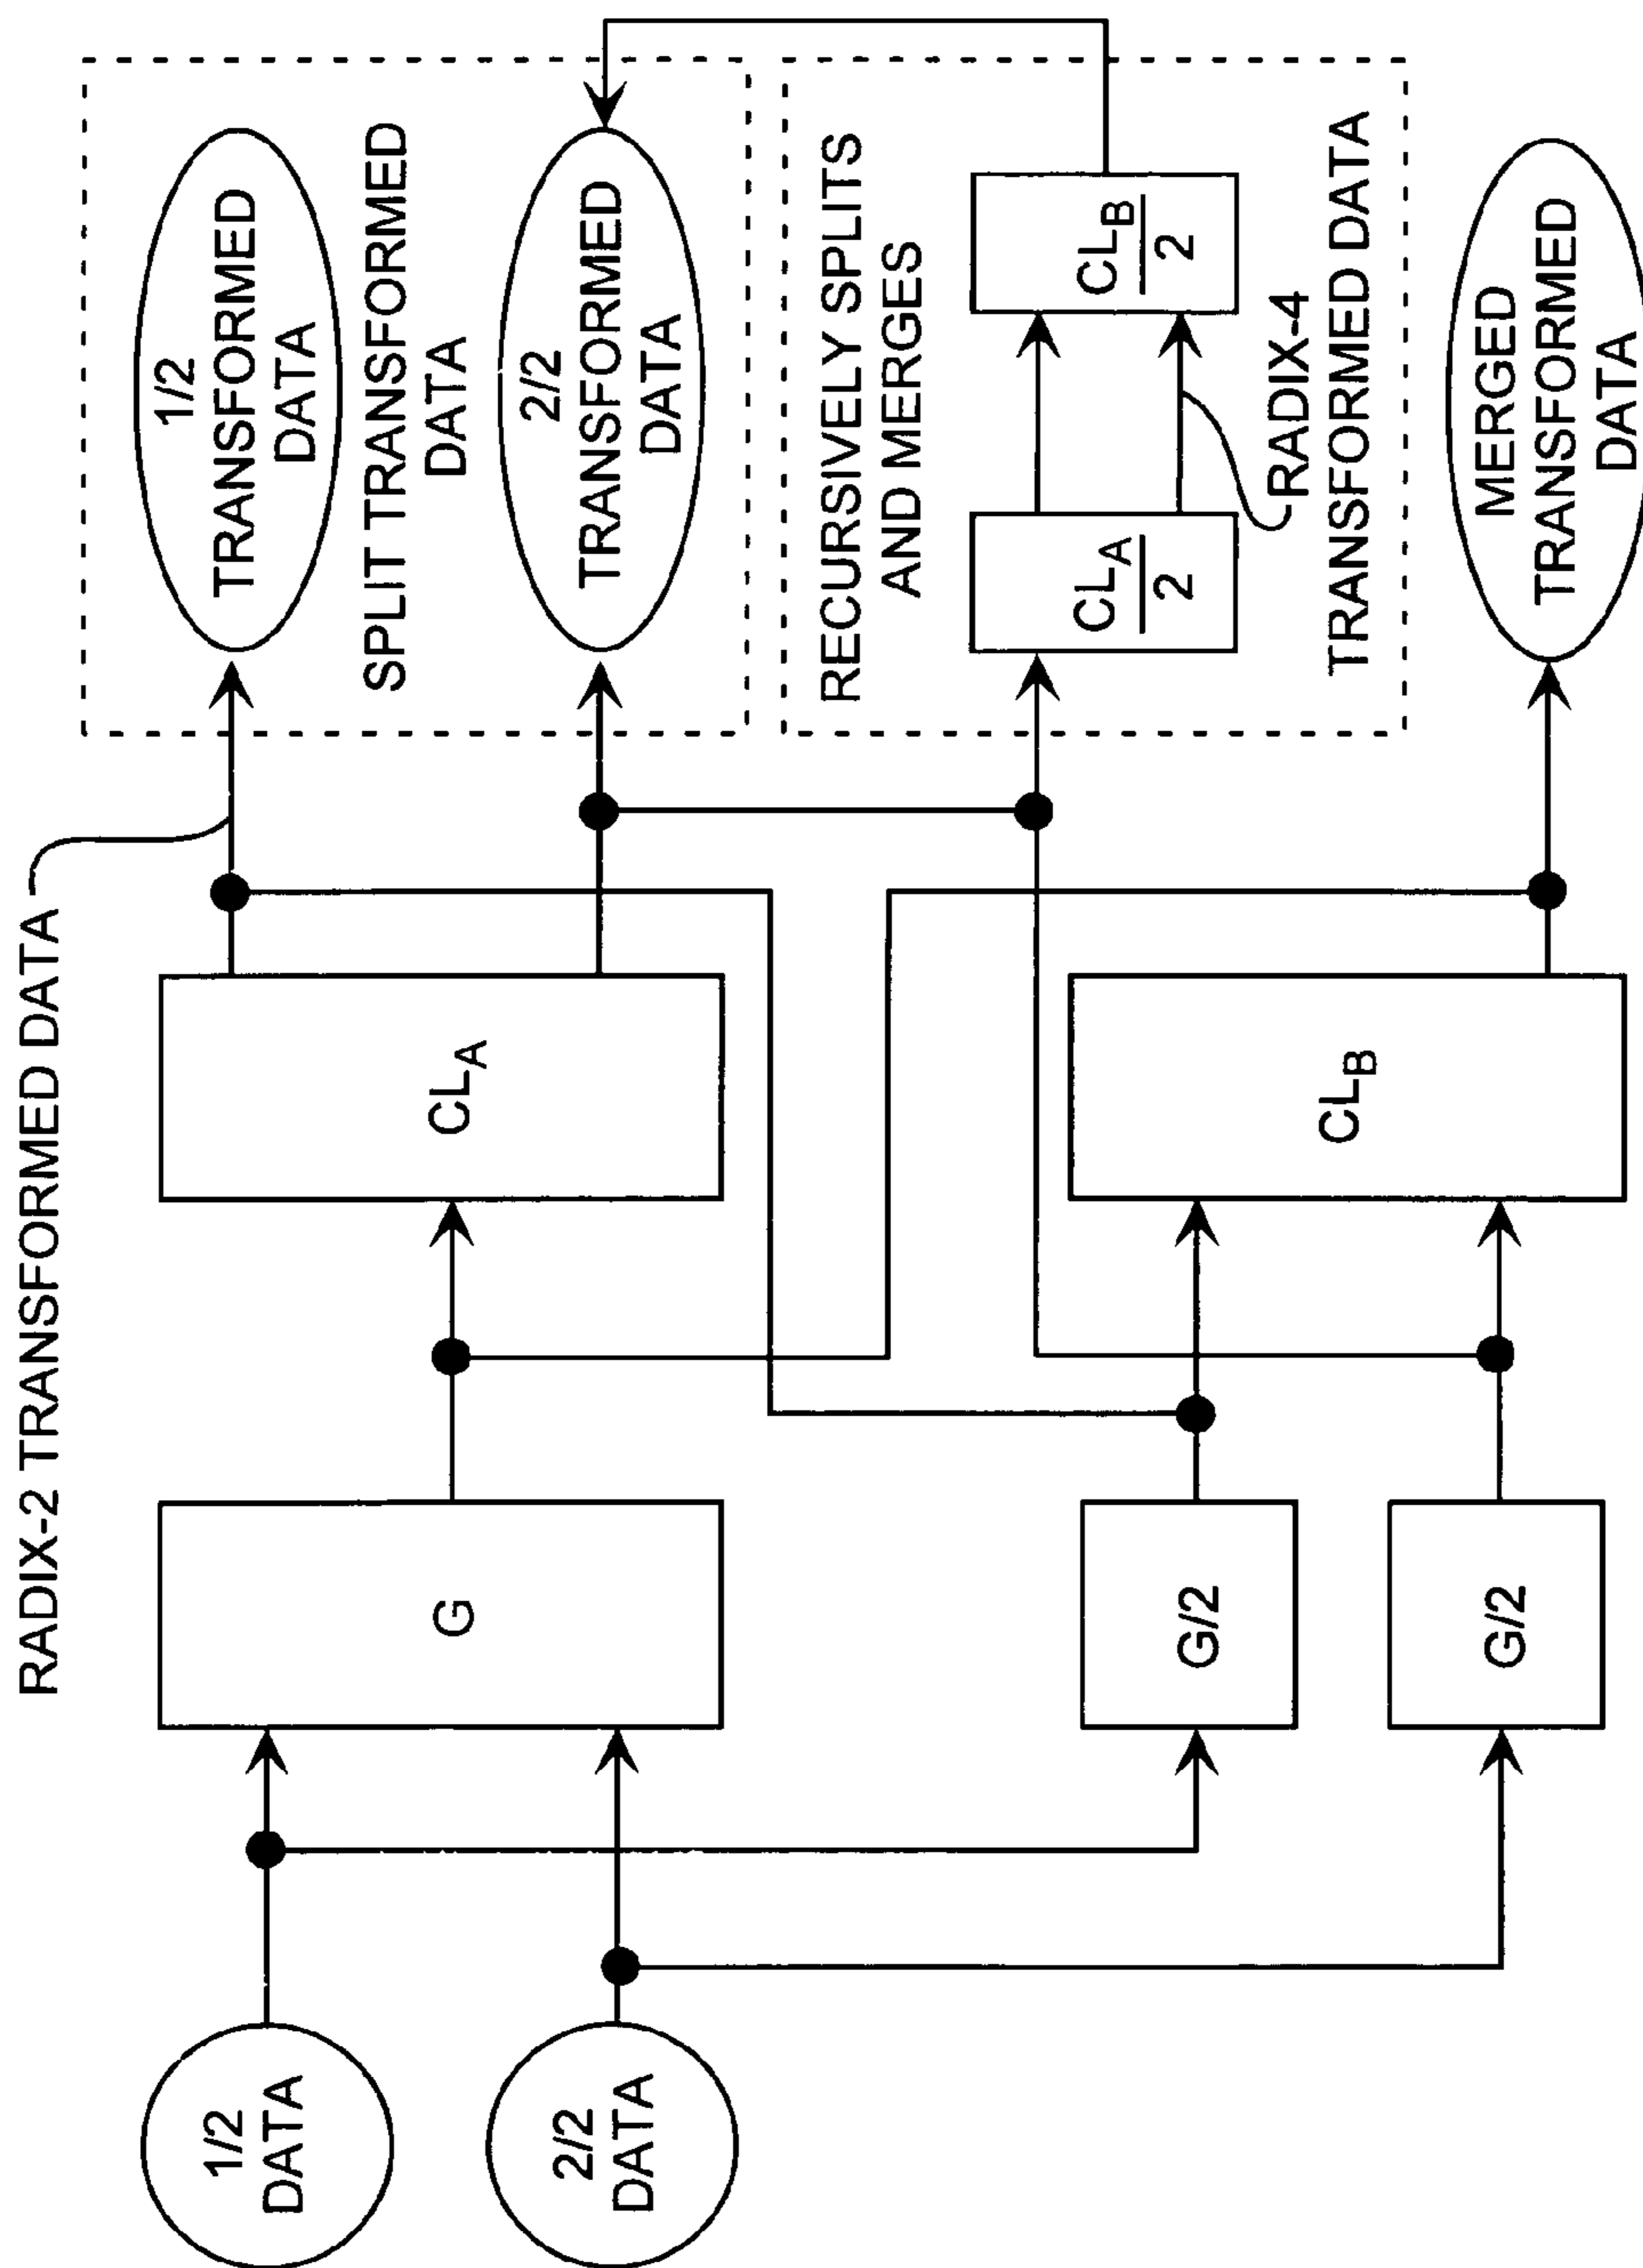 RADIX-2 TRANSFORMED DATA
1/2
DATA
2/2
DATA
G
G/2
G/2
CLA
CLB
1/2
TRANSFORMED
DATA
SPLIT TRANSFORMED
DATA
2/2
TRANSFORMED
DATA
RECURSIVELY SPLITS
AND MERGES
CLA
2
CLB
2
RADIX-4
TRANSFORMED DATA
MERGED
TRANSFORMED
DATA